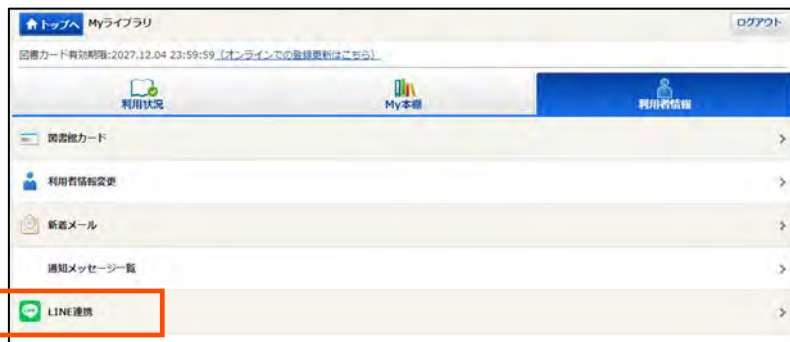 トップへ Myライブラリ ログアウト
図書カード有効期限:2027.12.04 23:59:59 (オンラインでの登録更新はこちら)
利用状況 My本棚 利用者情報
図書館カード
利用者情報変更
新着メール
通知メッセージ一覧
LINE連携